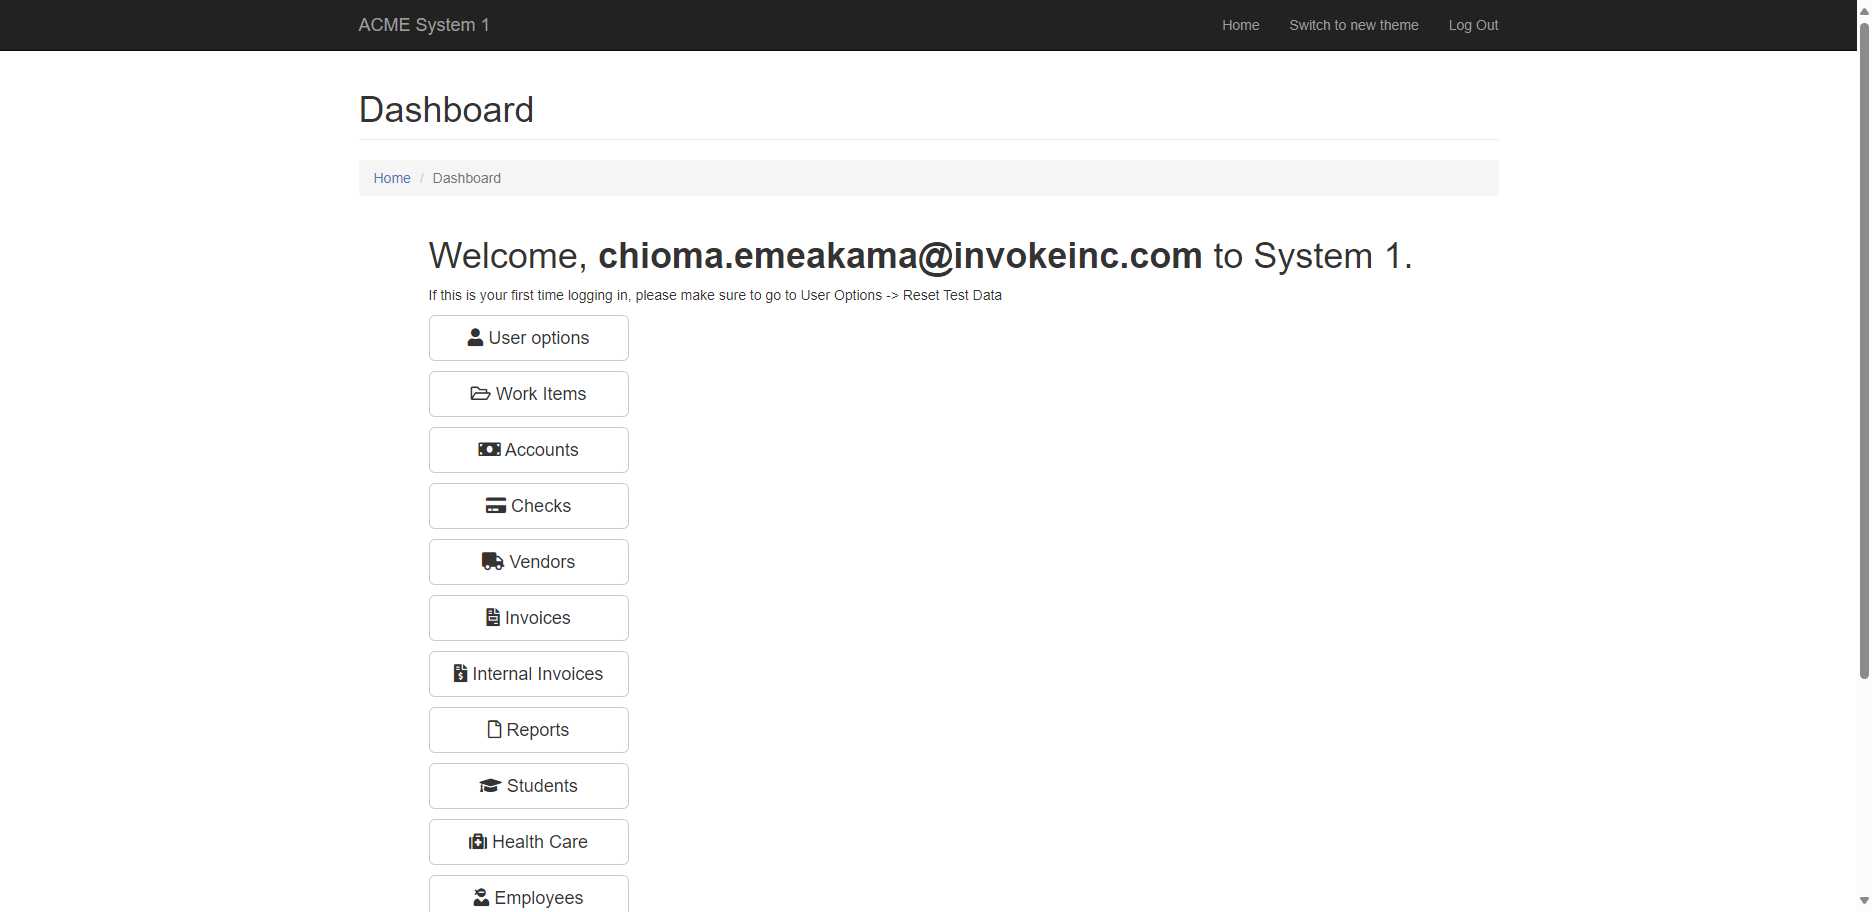 ACME System 1
Home
Switch to new theme
Log Out
Dashboard
Home / Dashboard
Welcome, chioma.emeakama@invokeinc.com to System 1.
If this is your first time logging in, please make sure to go to User Options -> Reset Test Data
User options
Work Items
Accounts
Checks
Vendors
Invoices
Internal Invoices
Reports
Students
Health Care
Employees